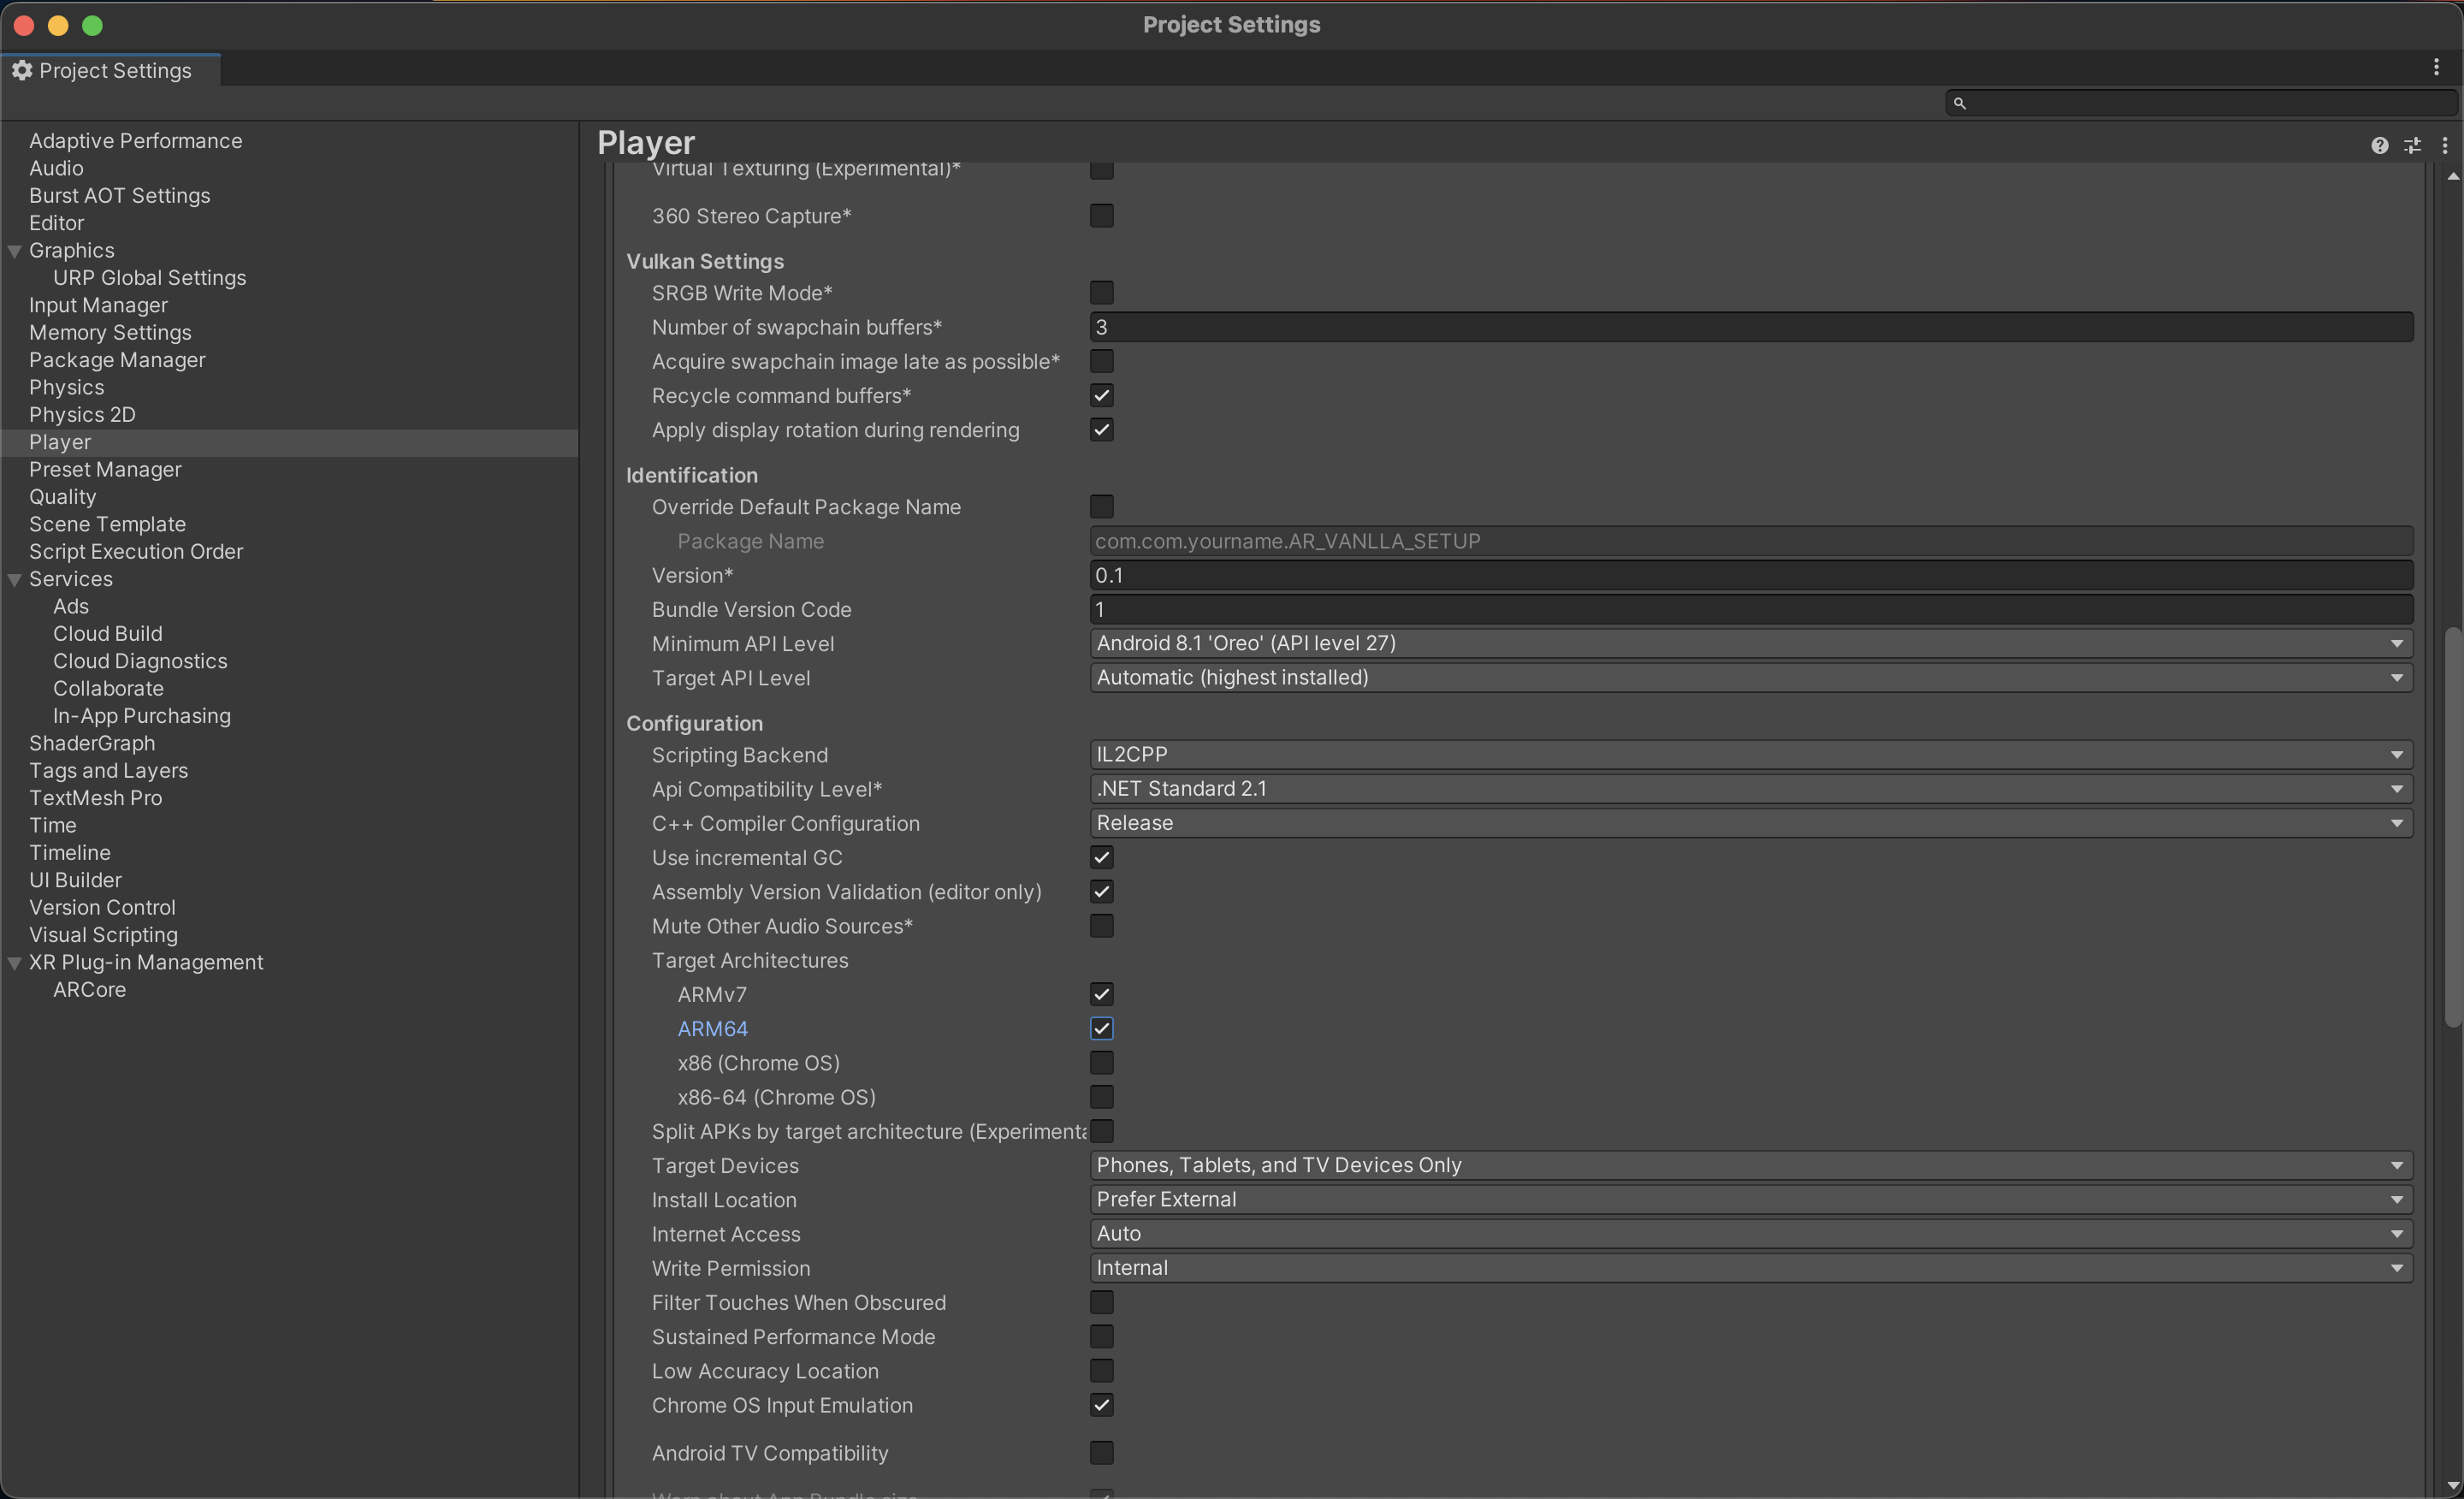 Project Settings
Project Settings
Adaptive Performance
Audio
Burst AOT Settings
Editor
Graphics
URP Global Settings
Input Manager
Memory Settings
Package Manager
Physics
Physics 2D
Player
Preset Manager
Quality
Scene Template
Script Execution Order
Services
Ads
Cloud Build
Cloud Diagnostics
Collaborate
In-App Purchasing
ShaderGraph
Tags and Layers
TextMesh Pro
Time
Timeline
UI Builder
Version Control
Visual Scripting
XR Plug-in Management
ARCore
Player
Virtual Texturing (Experimental)*
360 Stereo Capture*
Vulkan Settings
SRGB Write Mode*
Number of swapchain buffers* 3
Acquire swapchain image late as possible*
Recycle command buffers*
Apply display rotation during rendering
Identification
Override Default Package Name
Package Name com.com.yourname.AR_VANLLA_SETUP
Version* 0.1
Bundle Version Code 1
Minimum API Level Android 8.1 'Oreo' (API level 27)
Target API Level Automatic (highest installed)
Configuration
Scripting Backend IL2CPP
Api Compatibility Level* .NET Standard 2.1
C++ Compiler Configuration Release
Use incremental GC
Assembly Version Validation (editor only)
Mute Other Audio Sources*
Target Architectures
ARMv7
ARM64
x86 (Chrome OS)
x86-64 (Chrome OS)
Split APKs by target architecture (Experimenta
Target Devices Phones, Tablets, and TV Devices Only
Install Location Prefer External
Internet Access Auto
Write Permission Internal
Filter Touches When Obscured
Sustained Performance Mode
Low Accuracy Location
Chrome OS Input Emulation
Android TV Compatibility
Warn about App Bundle size